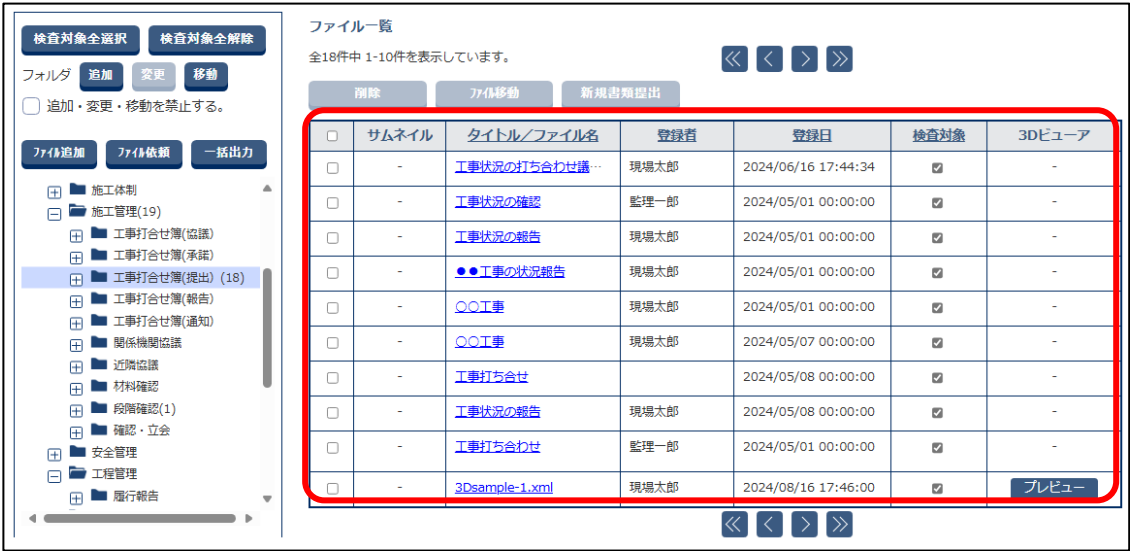 検査対象全選択 検査対象全解除
フォルダ 追加 変更 移動
追加・変更・移動を禁止する。
ファイル追加 ファイル依頼 一括出力
施工体制
施工管理(19)
工事打合せ簿(協議)
工事打合せ簿(承諾)
工事打合せ簿(提出) (18)
工事打合せ簿(報告)
工事打合せ簿(通知)
関係機関協議
近隣協議
材料確認
段階確認(1)
確認・立会
安全管理
工程管理
履行報告
ファイル一覧
全18件中 1-10件を表示しています。
削除 ファイル移動 新規書類提出
サムネイル タイトル／ファイル名 登録者 登録日 検査対象 3Dビューア
- 工事状況の打ち合わせ議… 現場太郎 2024/06/16 17:44:34 -
- 工事状況の確認 監理一郎 2024/05/01 00:00:00 -
- 工事状況の報告 現場太郎 2024/05/01 00:00:00 -
- ●●工事の状況報告 現場太郎 2024/05/01 00:00:00 -
- 〇〇工事 現場太郎 2024/05/01 00:00:00 -
- 〇〇工事 現場太郎 2024/05/07 00:00:00 -
- 工事打ち合せ 2024/05/08 00:00:00 -
- 工事状況の報告 現場太郎 2024/05/08 00:00:00 -
- 工事打ち合わせ 監理一郎 2024/05/01 00:00:00 -
- 3Dsample-1.xml 現場太郎 2024/08/16 17:46:00 プレビュー